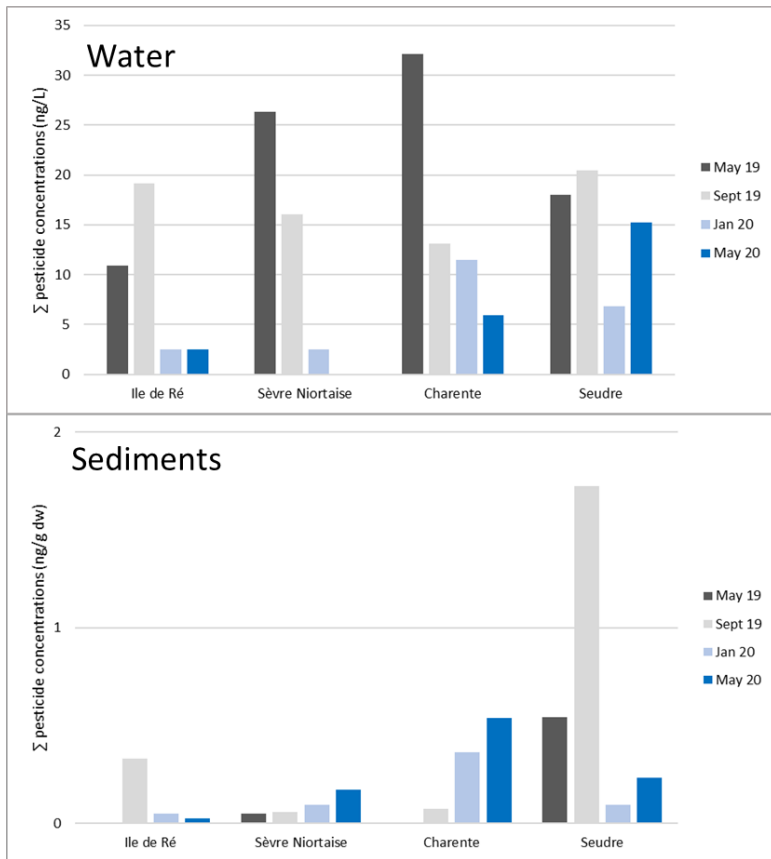 Water
∑ pesticide concentrations (ng/L)
35
30
25
20
15
10
5
0
Ile de Ré
Sèvre Niortaise
Charente
Seudre
May 19
Sept 19
Jan 20
May 20
Sediments
∑ pesticide concentrations (ng/g dw)
2
1
0
Ile de Ré
Sèvre Niortaise
Charente
Seudre
May 19
Sept 19
Jan 20
May 20